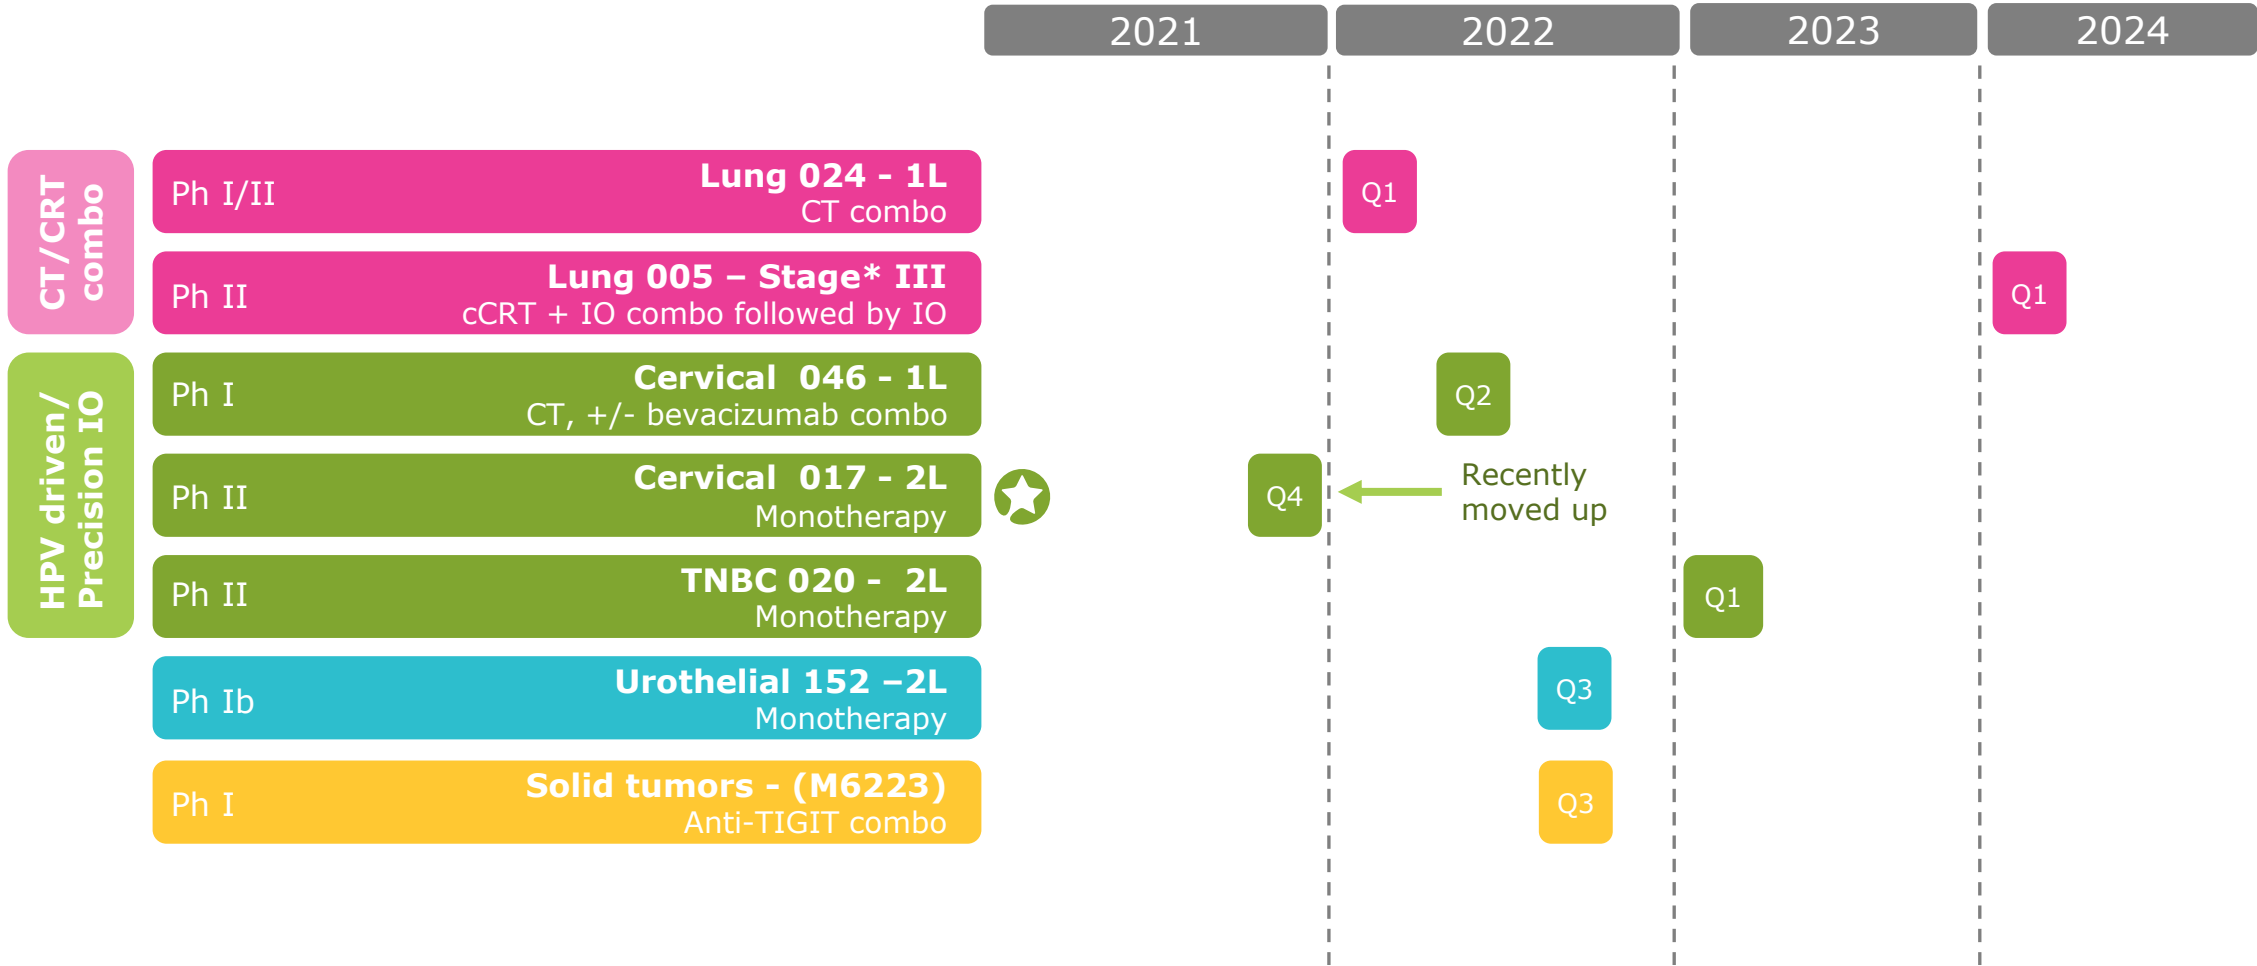 2021
2022
2023
2024
CT/CRT
combo
Ph I/II
Lung 024 - 1L
CT combo
Q1
Ph II
Lung 005 – Stage* III
cCRT + IO combo followed by IO
Q1
HPV driven/
Precision IO
Ph I
Cervical  046 - 1L
CT, +/- bevacizumab combo
Q2
Ph II
Cervical  017 - 2L
Monotherapy
Q4
Recently
moved up
Ph II
TNBC 020 -  2L
Monotherapy
Q1
Ph Ib
Urothelial 152 –2L
Monotherapy
Q3
Ph I
Solid tumors - (M6223)
Anti-TIGIT combo
Q3